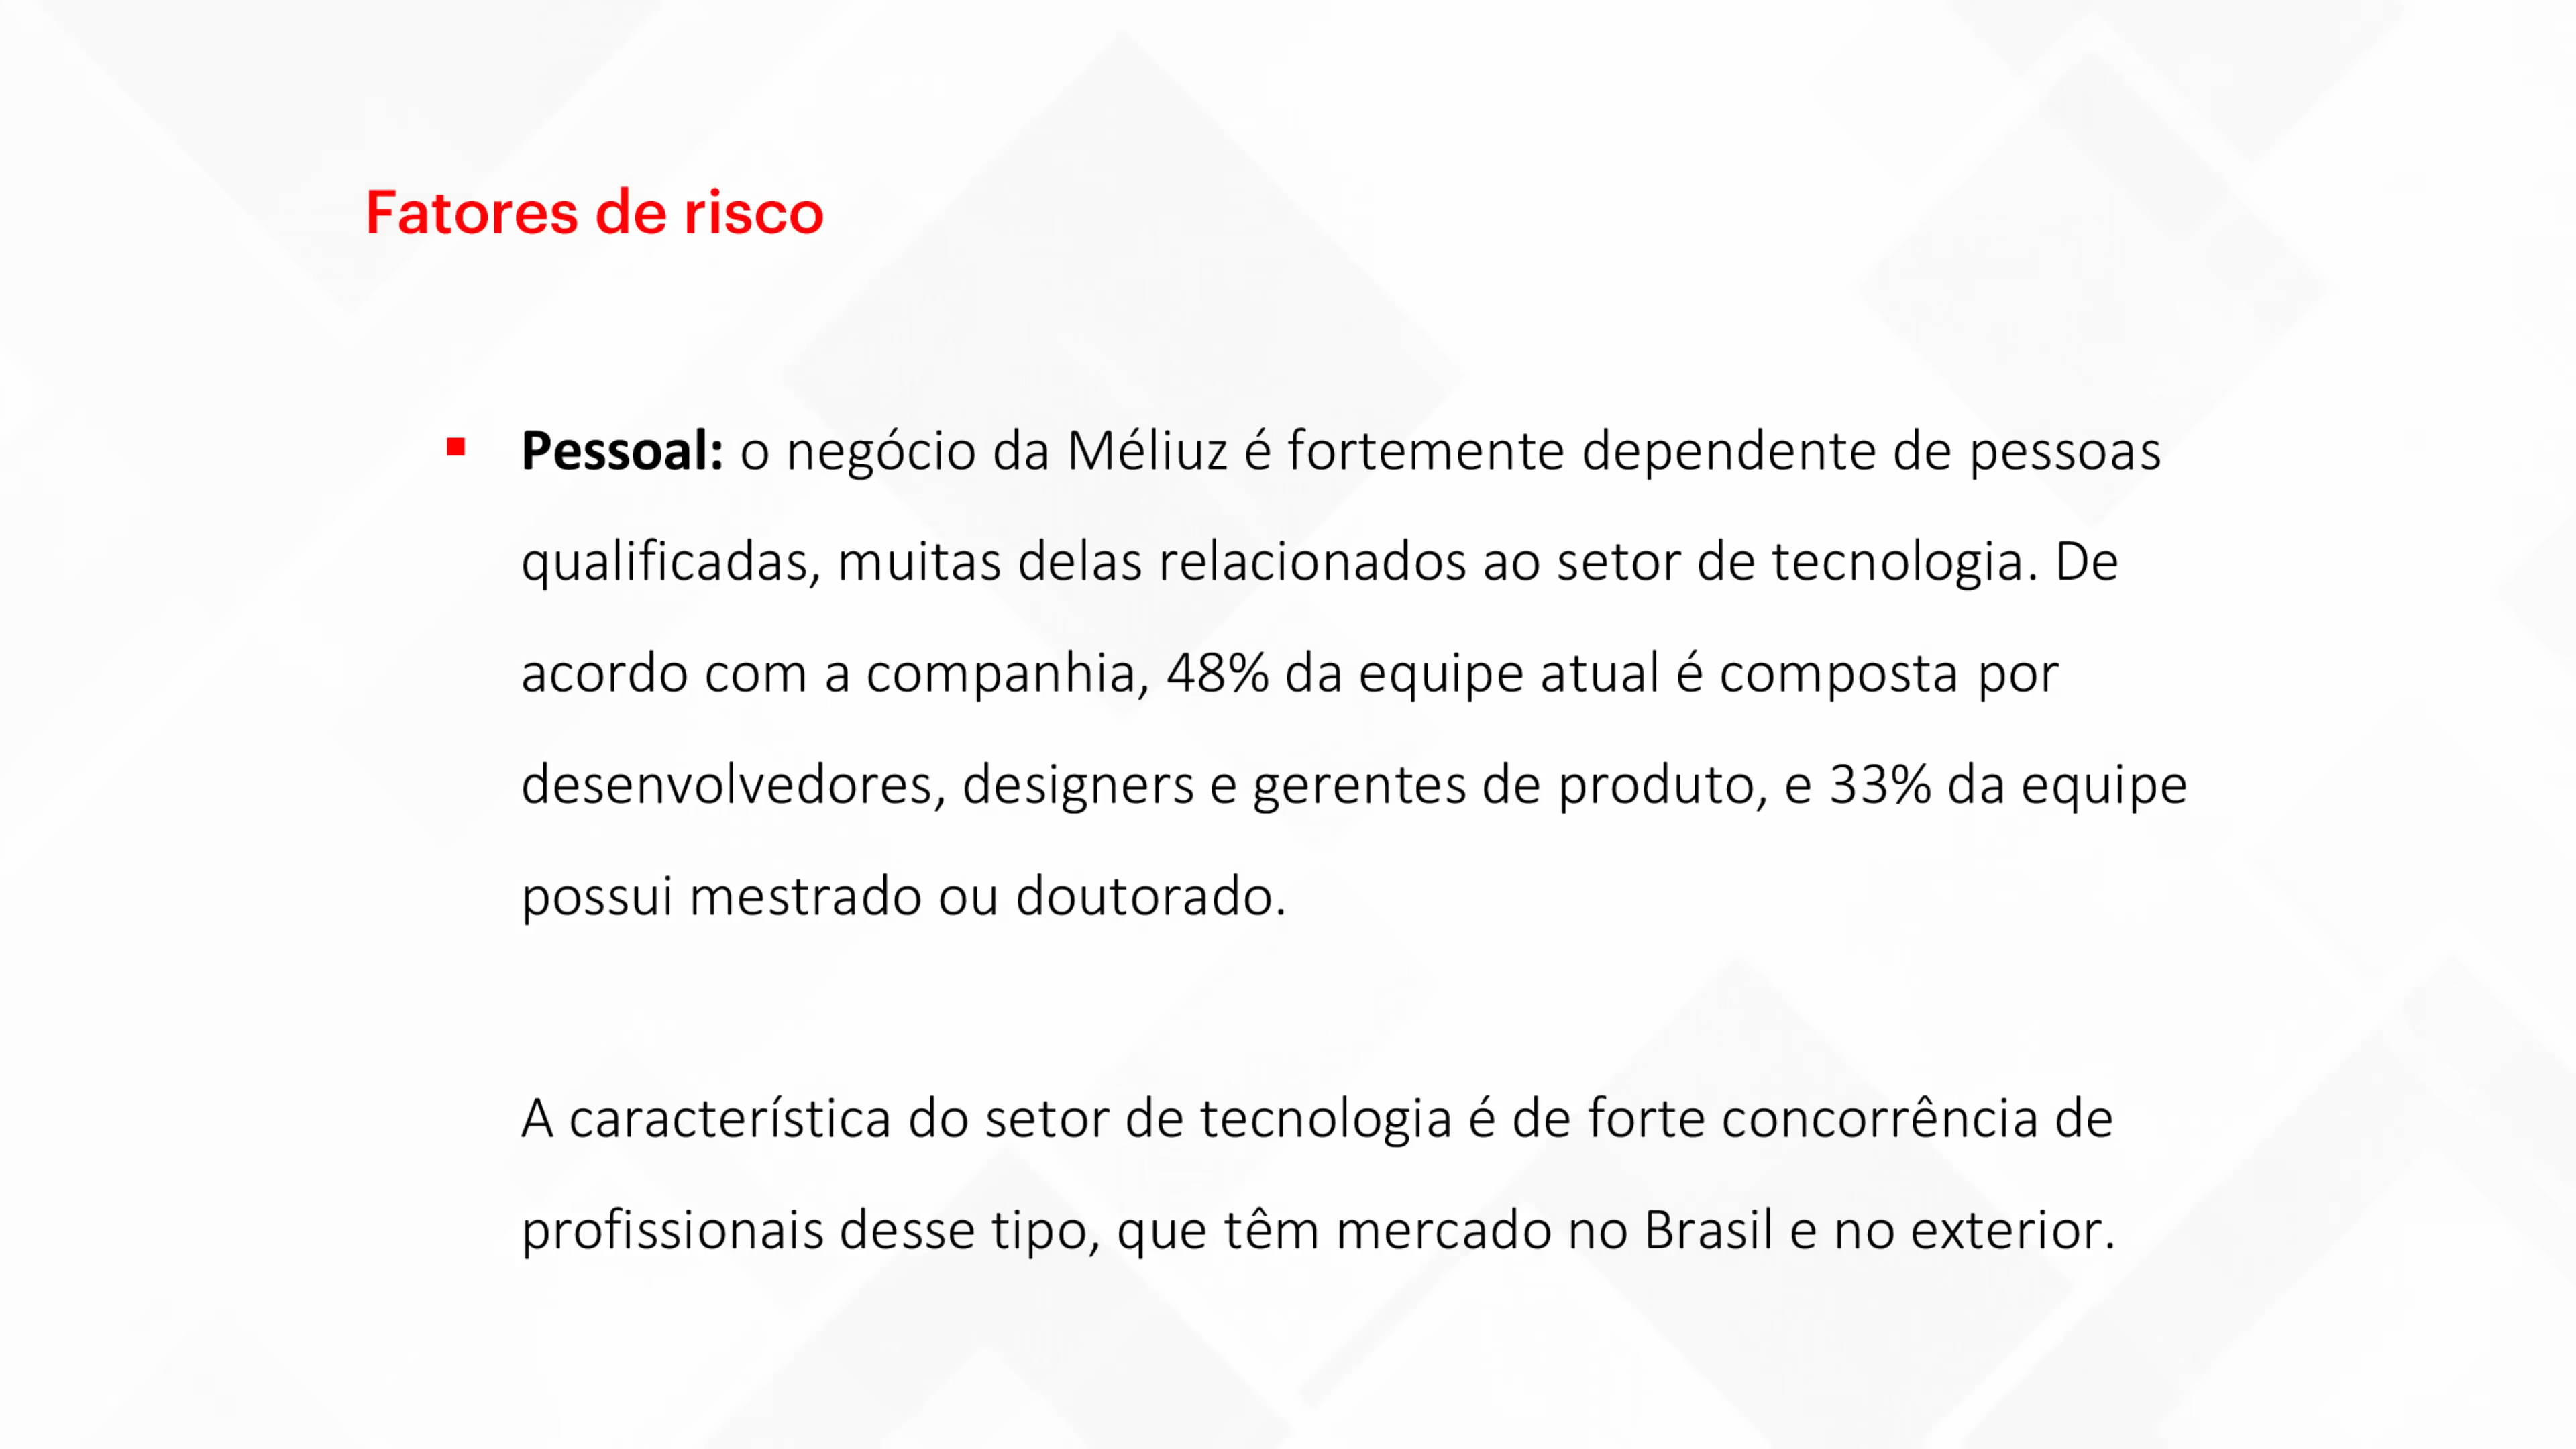 Fatores de risco
▪ Pessoal: o negócio da Méliuz é fortemente dependente de pessoas
qualificadas, muitas delas relacionados ao setor de tecnologia. De
acordo com a companhia, 48% da equipe atual é composta por
desenvolvedores, designers e gerentes de produto, e 33% da equipe
possui mestrado ou doutorado.
A característica do setor de tecnologia é de forte concorrência de
profissionais desse tipo, que têm mercado no Brasil e no exterior.